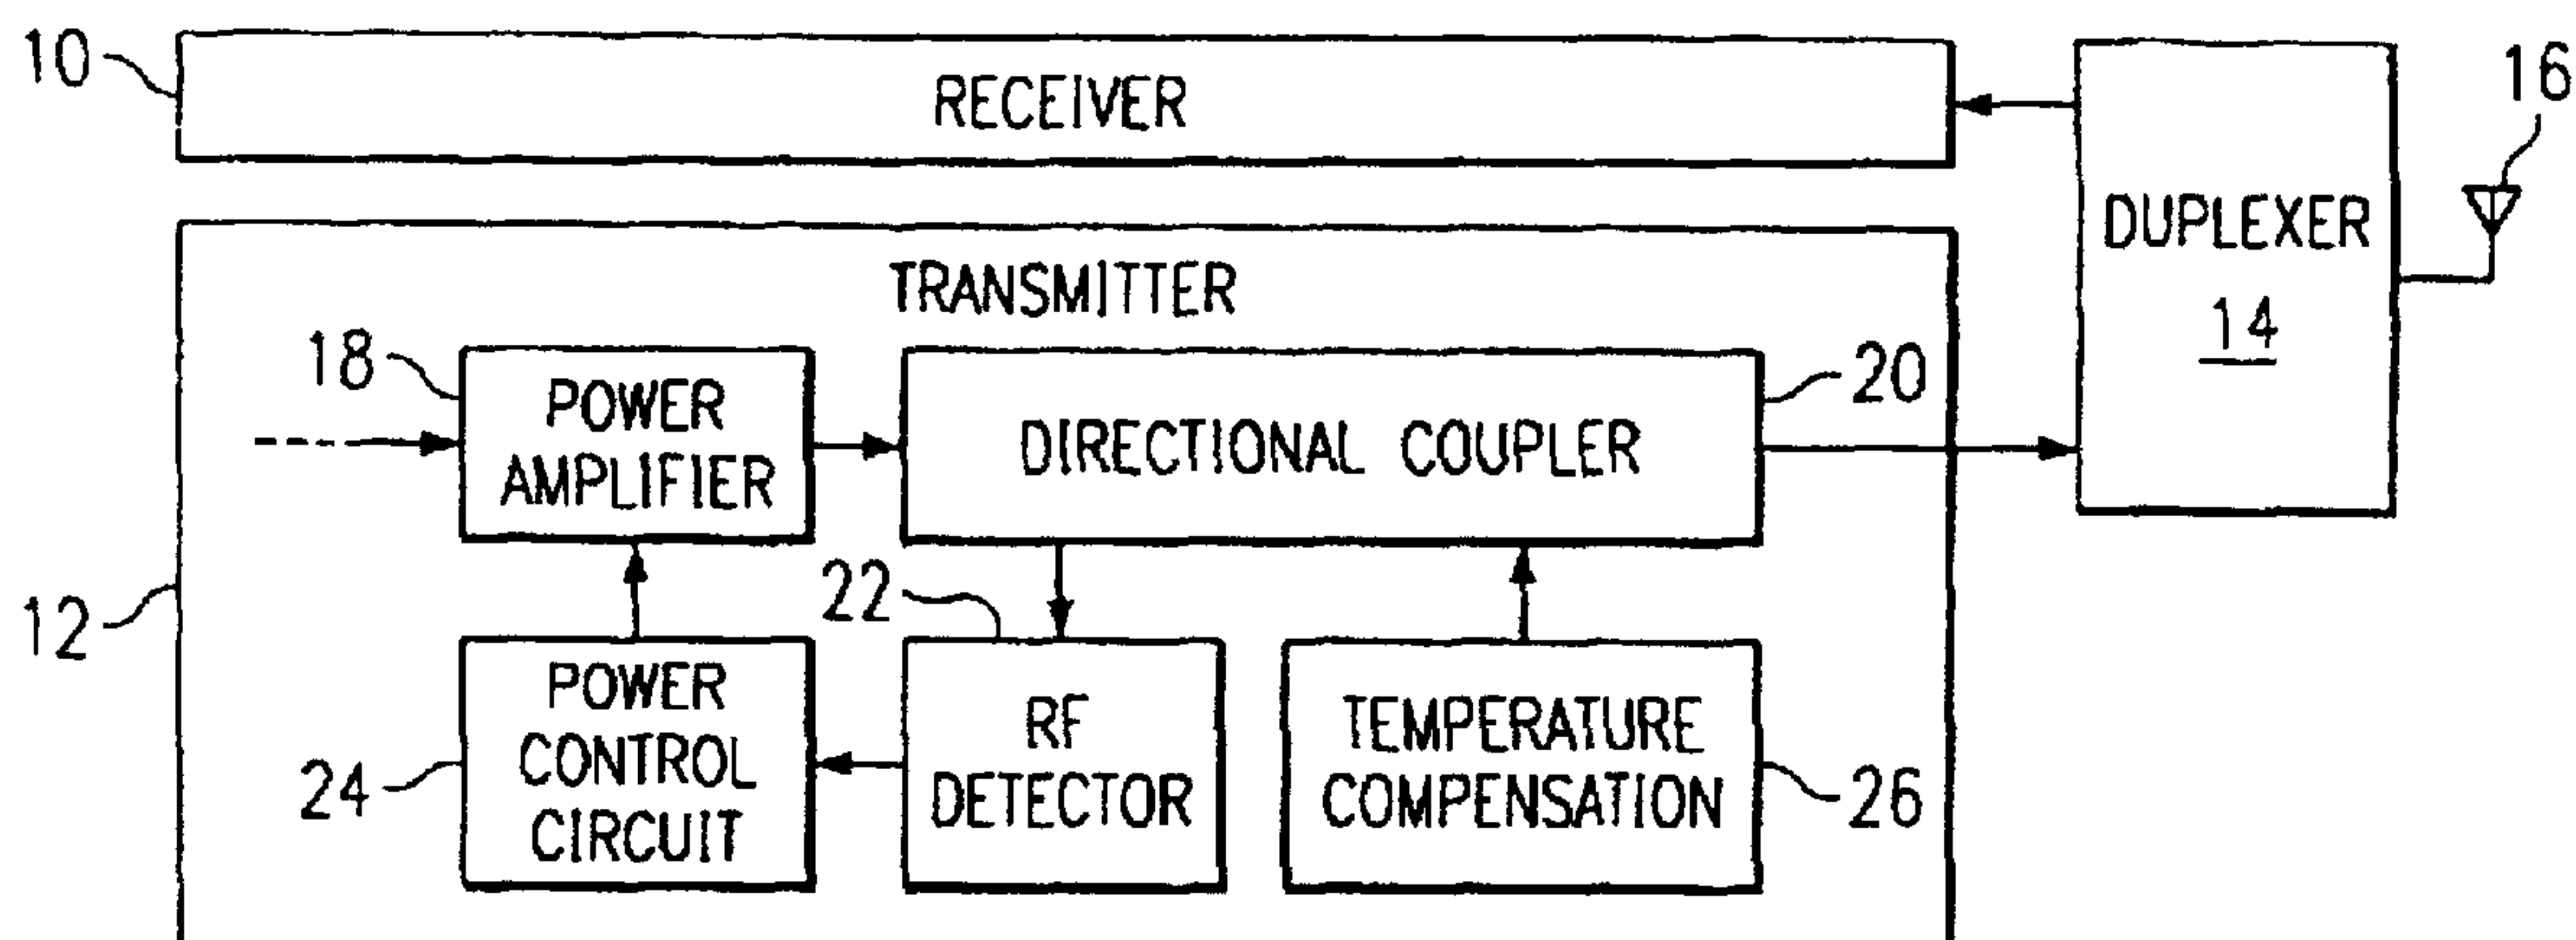 10
RECEIVER
16
DUPLEXER
14
TRANSMITTER
18
POWER
AMPLIFIER
DIRECTIONAL COUPLER
20
12
22
24
POWER
CONTROL
CIRCUIT
RF
DETECTOR
TEMPERATURE
COMPENSATION
26